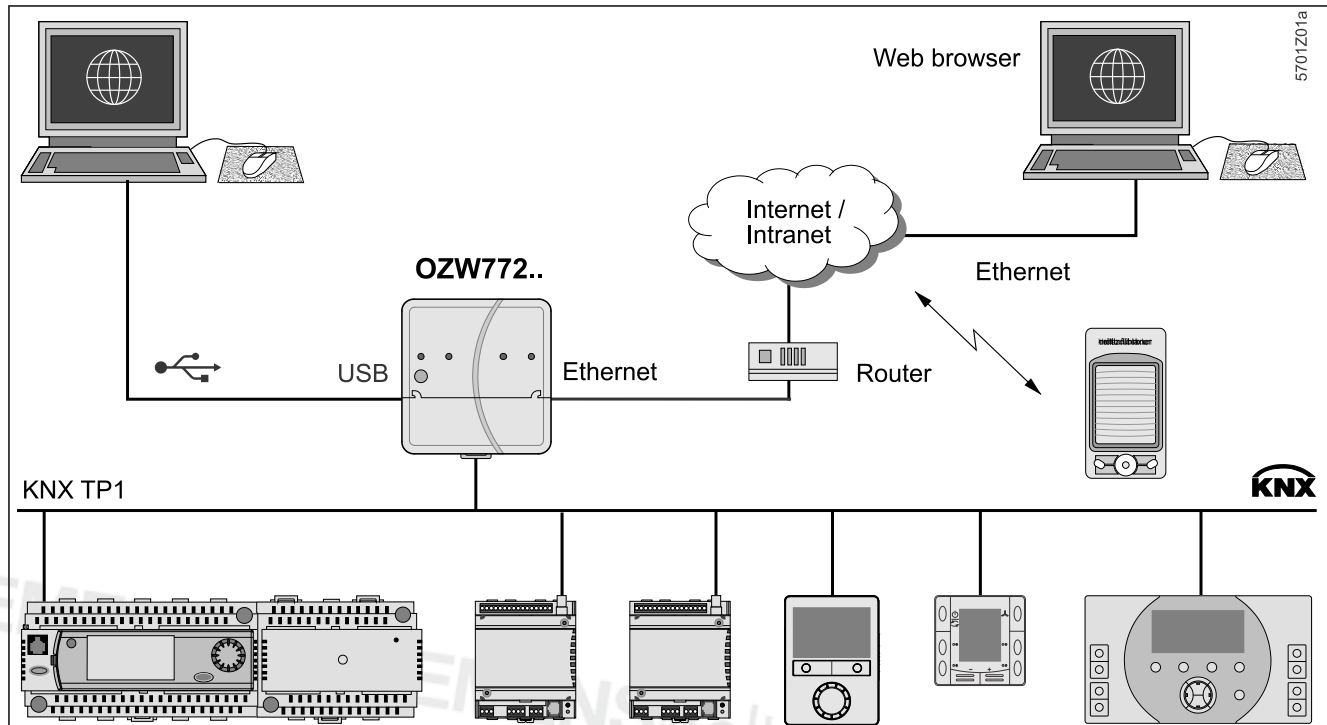 5701Z01a
Web browser
Internet /
Intranet
OZW772..
Ethernet
USB
Ethernet
Router
KNX TP1
KNX